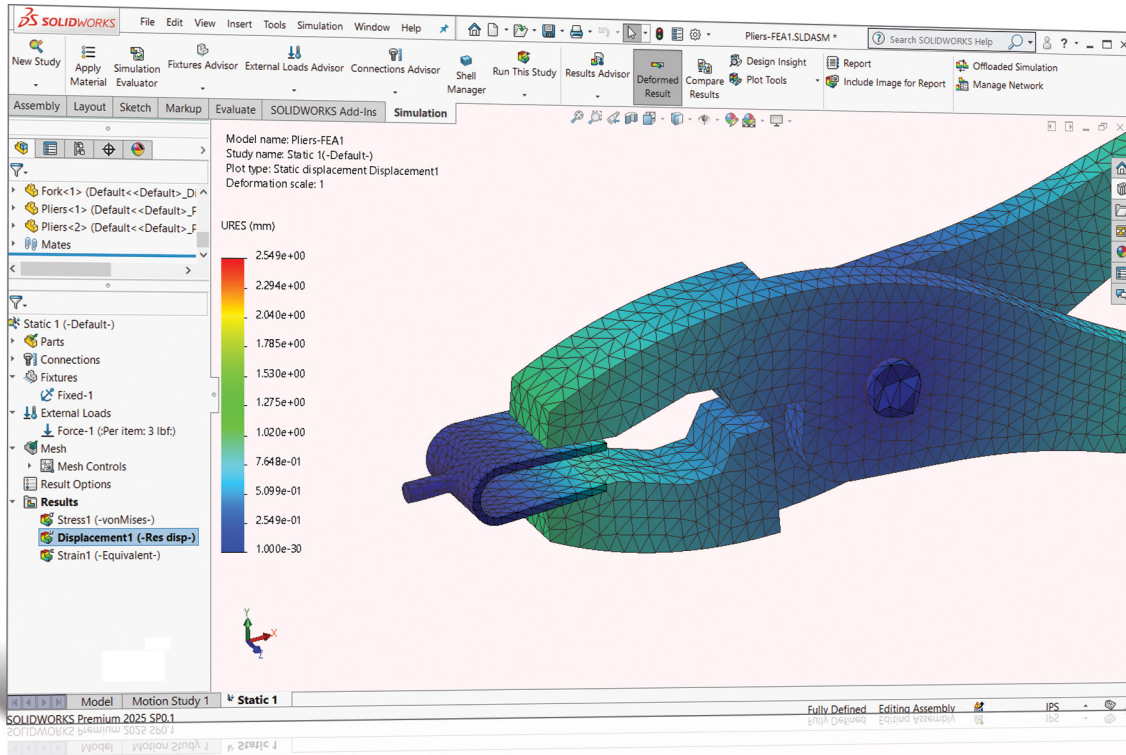 SOLIDWORKS File Edit View Insert Tools Simulation Window Help Pliers-FEA1.SLDASM * Search SOLIDWORKS Help
New Study
Apply Material
Simulation Evaluator
Fixtures Advisor
External Loads Advisor
Connections Advisor
Shell Manager
Run This Study
Results Advisor
Deformed Result
Compare Results
Design Insight
Plot Tools
Report
Include Image for Report
Offloaded Simulation
Manage Network
Assembly Layout Sketch Markup Evaluate SOLIDWORKS Add-Ins Simulation
Fork<1> (Default<<Default>_Di
Pliers<1> (Default<<Default>_F
Pliers<2> (Default<<Default>_F
Mates
Static 1 (-Default-)
Parts
Connections
Fixtures
Fixed-1
External Loads
Force-1 (:Per item: 3 lbf:)
Mesh
Mesh Controls
Result Options
Results
Stress1 (-vonMises-)
Displacement1 (-Res disp-)
Strain1 (-Equivalent-)
Model name: Pliers-FEA1
Study name: Static 1(-Default-)
Plot type: Static displacement Displacement1
Deformation scale: 1
URES (mm)
2.549e+00
2.294e+00
2.040e+00
1.785e+00
1.530e+00
1.275e+00
1.020e+00
7.648e-01
5.099e-01
2.549e-01
1.000e-30
Y
X
Z
Model Motion Study 1 Static 1
SOLIDWORKS Premium 2025 SP0.1
Fully Defined Editing Assembly IPS